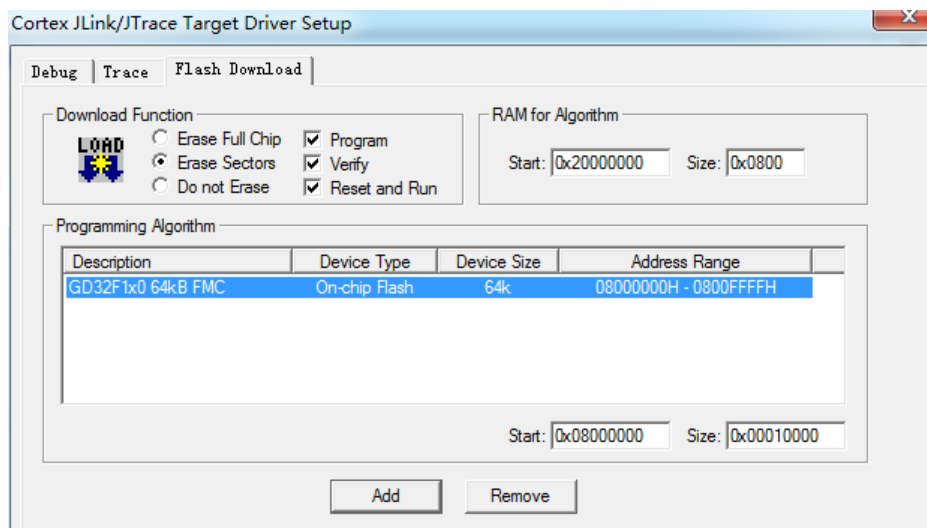 Cortex JLink/JTrace Target Driver Setup
Debug Trace Flash Download
Download Function
LOAD
Erase Full Chip Program
Erase Sectors Verify
Do not Erase Reset and Run
RAM for Algorithm
Start: 0x20000000 Size: 0x0800
Programming Algorithm
Description Device Type Device Size Address Range
GD32F1x0 64kB FMC On-chip Flash 64k 08000000H - 0800FFFFH
Start: 0x08000000 Size: 0x00010000
Add Remove